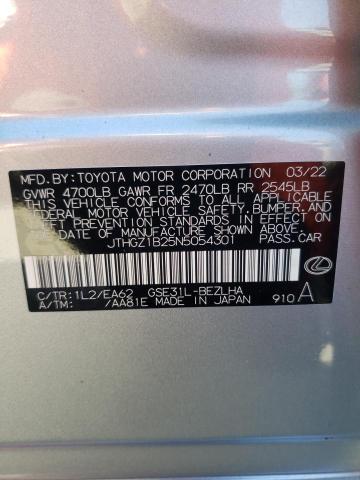 MFD.BY:TOYOTA MOTOR CORPORATION 03/22
GVWR 4700LB GAWR FR 2470LB RR 2545LB
THIS VEHICLE CONFORMS TO ALL APPLICABLE
FEDERAL MOTOR VEHICLE SAFETY, BUMPER, AND
THEFT PREVENTION STANDARDS IN EFFECT ON
THE DATE OF MANUFACTURE SHOWN ABOVE.
JTHGZ1B25N5054301 PASS.CAR
C/TR:1L2/EA62 GSE31L-BEZLHA
A/TM: /AA81E MADE IN JAPAN 910 A